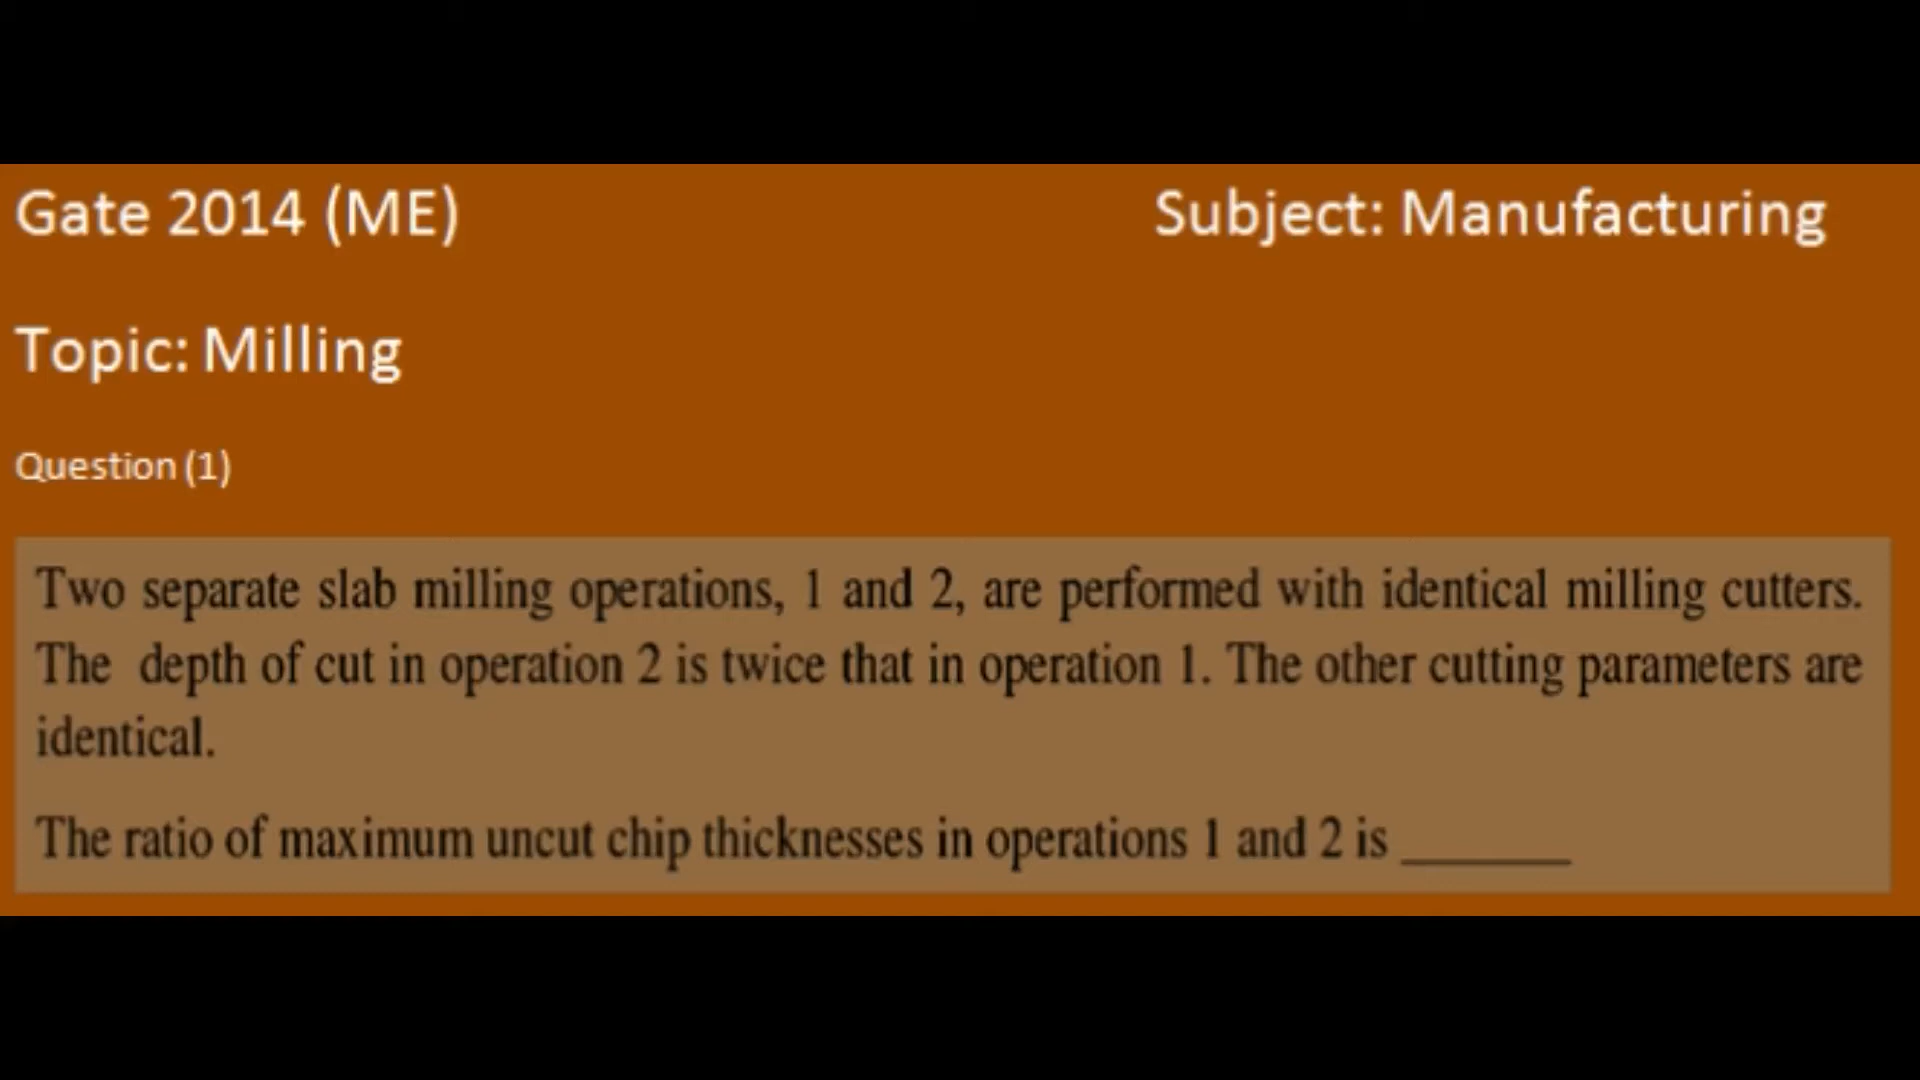 Gate 2014 (ME) Subject: Manufacturing
Topic: Milling
Question (1)
Two separate slab milling operations, 1 and 2, are performed with identical milling cutters.
The depth of cut in operation 2 is twice that in operation 1. The other cutting parameters are
identical.
The ratio of maximum uncut chip thicknesses in operations 1 and 2 is ______